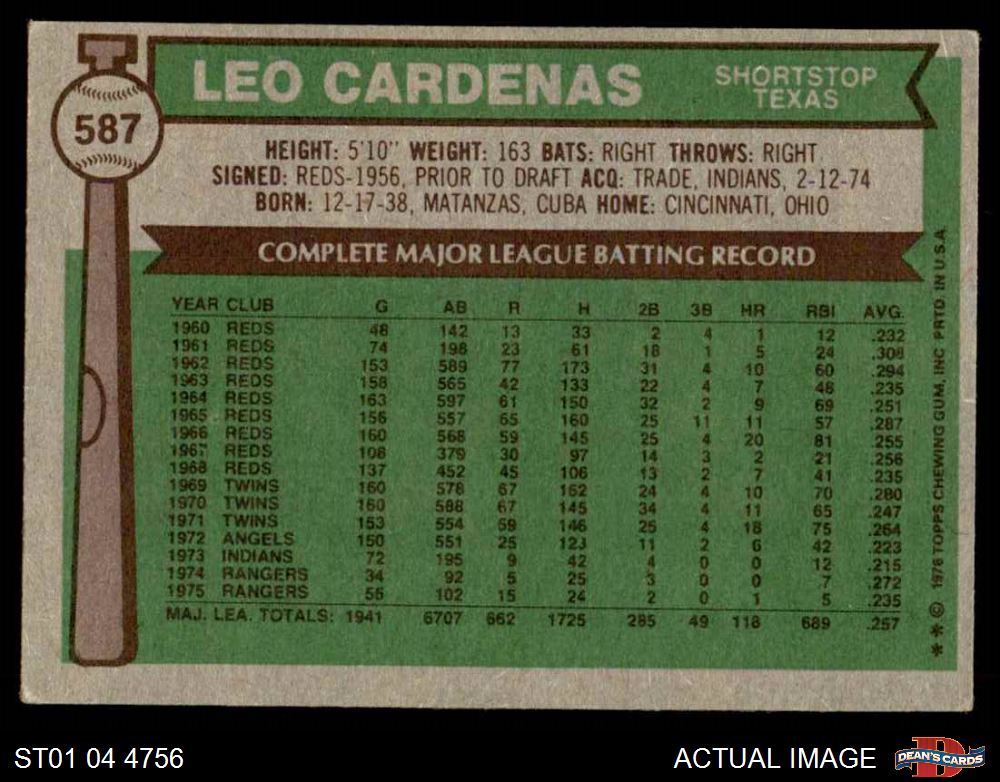 587
LEO CARDENAS
SHORTSTOP
TEXAS
HEIGHT: 5'10" WEIGHT: 163 BATS: RIGHT THROWS: RIGHT
SIGNED: REDS-1956, PRIOR TO DRAFT ACQ: TRADE, INDIANS, 2-12-74
BORN: 12-17-38, MATANZAS, CUBA HOME: CINCINNATI, OHIO
COMPLETE MAJOR LEAGUE BATTING RECORD
YEAR CLUB G AB R H 2B 3B HR RBI AVG.
1960 REDS 48 142 13 33 2 4 1 12 .232
1961 REDS 74 198 23 61 18 1 5 24 .308
1962 REDS 153 589 77 173 31 4 10 60 .294
1963 REDS 158 565 42 133 22 4 7 48 .235
1964 REDS 163 597 61 150 32 2 9 69 .251
1965 REDS 156 557 65 160 25 11 11 57 .287
1966 REDS 160 568 59 145 25 4 20 81 .255
1967 REDS 108 379 30 97 14 3 2 21 .256
1968 REDS 137 452 45 106 13 2 7 41 .235
1969 TWINS 160 578 67 162 24 4 10 70 .280
1970 TWINS 160 588 67 145 34 4 11 65 .247
1971 TWINS 153 554 59 146 25 4 18 75 .264
1972 ANGELS 150 551 25 123 11 2 6 42 .223
1973 INDIANS 72 195 9 42 4 0 0 12 .215
1974 RANGERS 34 92 5 25 3 0 0 7 .272
1975 RANGERS 55 102 15 24 2 0 1 5 .235
MAJ. LEA. TOTALS: 1941 6707 662 1725 285 49 118 689 .257
* * © 1976 TOPPS CHEWING GUM, INC PRTD. IN U.S.A.
ST01 04 4756
ACTUAL IMAGE
D
DEAN'S CARDS